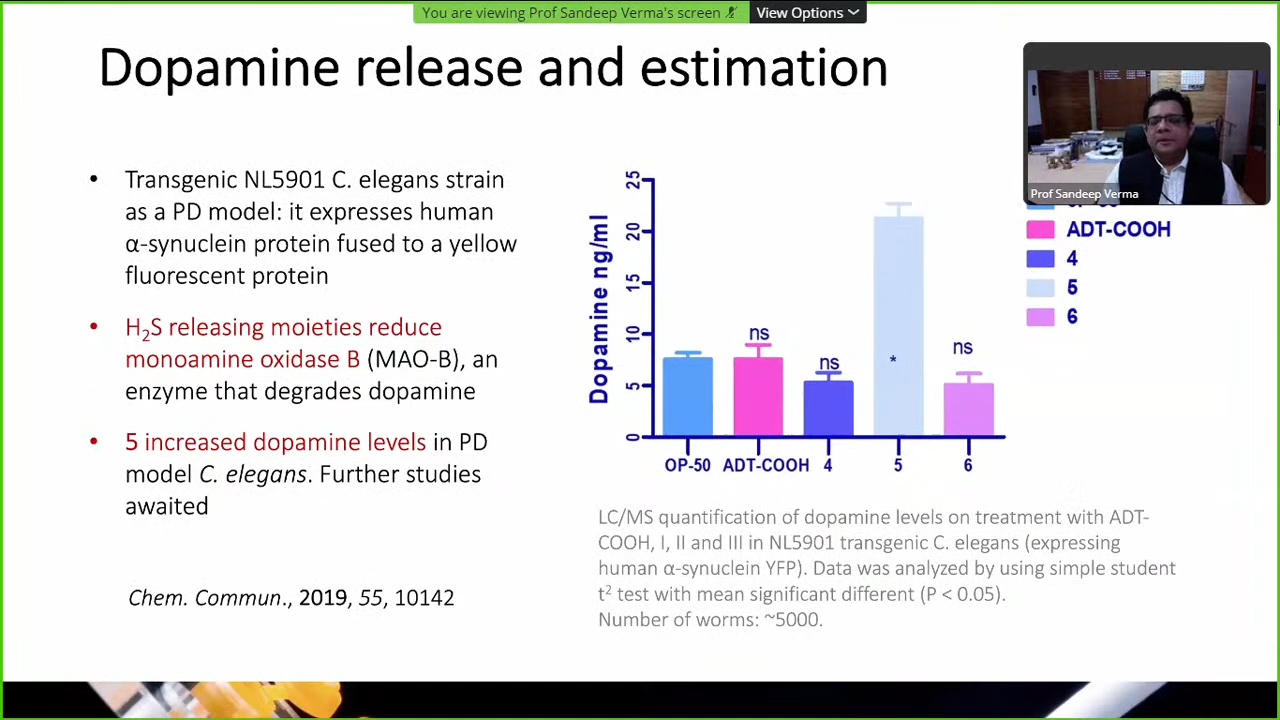 You are viewing Prof Sandeep Verma's screen
View Options
Dopamine release and estimation
Prof Sandeep Verma
• Transgenic NL5901 C. elegans strain
as a PD model: it expresses human
α-synuclein protein fused to a yellow
fluorescent protein
• H₂S releasing moieties reduce
monoamine oxidase B (MAO-B), an
enzyme that degrades dopamine
• 5 increased dopamine levels in PD
model C. elegans. Further studies
awaited
Chem. Commun., 2019, 55, 10142
Dopamine ng/ml
25
20
15
10
5
0
ns
ns
*
ns
OP-50 ADT-COOH 4 5 6
ADT-COOH
4
5
6
LC/MS quantification of dopamine levels on treatment with ADT-
COOH, I, II and III in NL5901 transgenic C. elegans (expressing
human α-synuclein YFP). Data was analyzed by using simple student
t² test with mean significant different (P < 0.05).
Number of worms: ~5000.